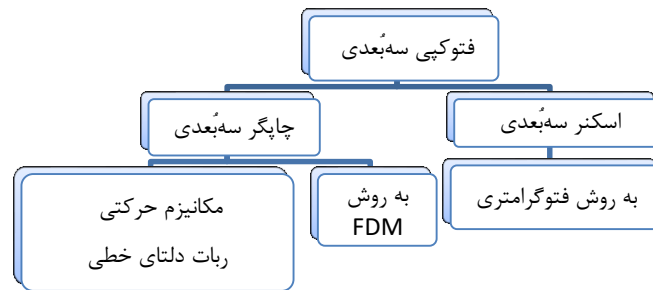 فتوکپی سه‌بُعدی
اسکنر سه‌بُعدی
چاپگر سه‌بُعدی
به روش فتوگرامتری
به روش
FDM
مکانیزم حرکتی
ربات دلتای خطی